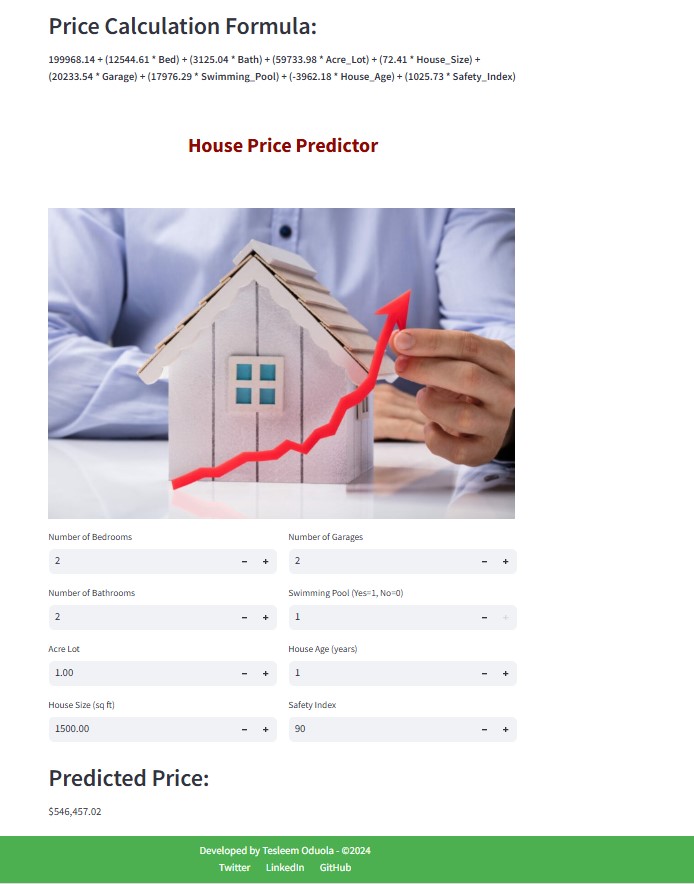 Price Calculation Formula:
199968.14 + (12544.61 * Bed) + (3125.04 * Bath) + (59733.98 * Acre_Lot) + (72.41 * House_Size) +
(20233.54 * Garage) + (17976.29 * Swimming_Pool) + (-3962.18 * House_Age) + (1025.73 * Safety_Index)
House Price Predictor
Number of Bedrooms
2 − +
Number of Garages
2 − +
Number of Bathrooms
2 − +
Swimming Pool (Yes=1, No=0)
1 − +
Acre Lot
1.00 − +
House Age (years)
1 − +
House Size (sq ft)
1500.00 − +
Safety Index
90 − +
Predicted Price:
$546,457.02
Developed by Tesleem Oduola - ©2024
Twitter LinkedIn GitHub